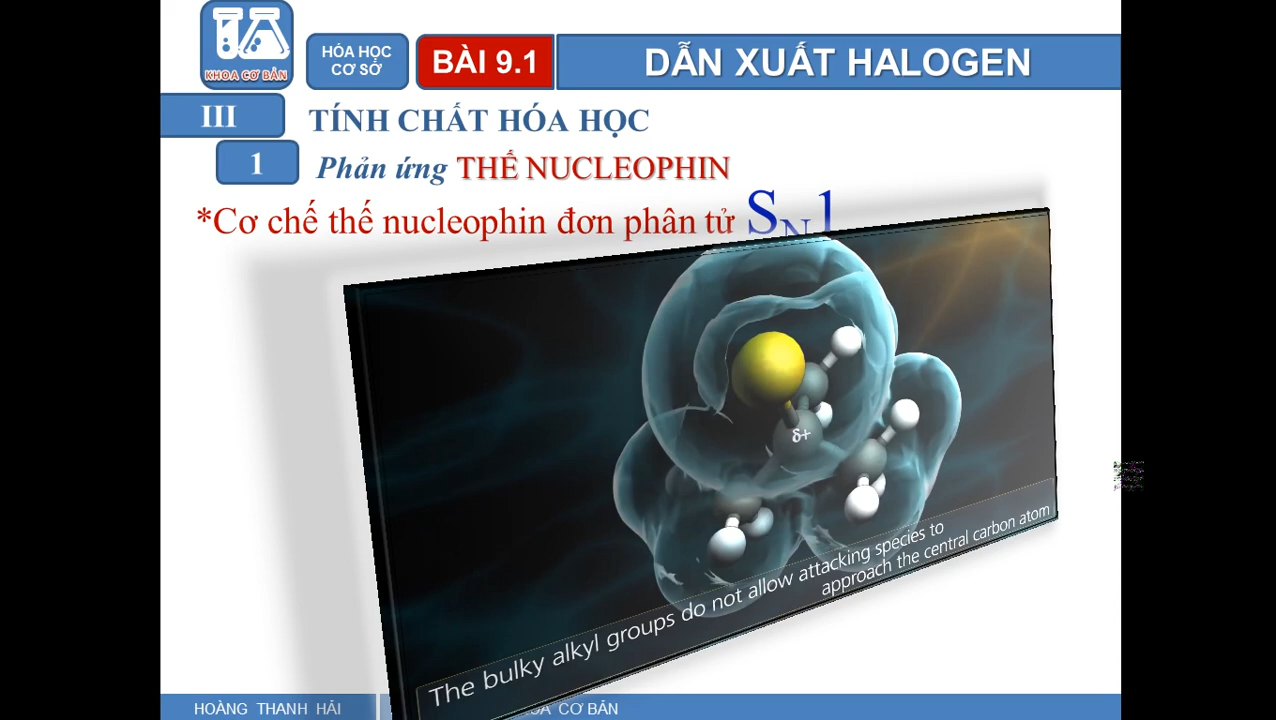 KHOA CƠ BẢN
HÓA HỌC
CƠ SỞ
BÀI 9.1
DẪN XUẤT HALOGEN
III
TÍNH CHẤT HÓA HỌC
1
Phản ứng THẾ NUCLEOPHIN
*Cơ chế thế nucleophin đơn phân tử SN1
δ+
The bulky alkyl groups do not allow attacking species to
approach the central carbon atom
HOÀNG THANH HẢI
CƠ BẢN